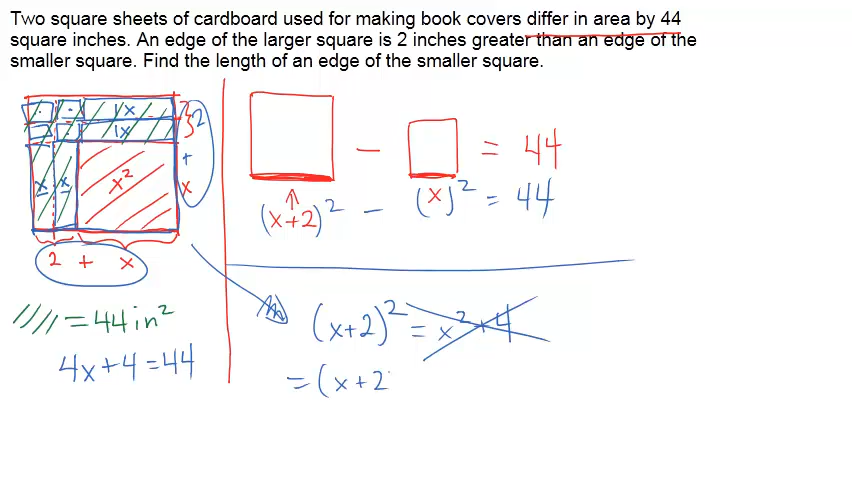 Two square sheets of cardboard used for making book covers differ in area by 44
square inches. An edge of the larger square is 2 inches greater than an edge of the
smaller square. Find the length of an edge of the smaller square.
1x
1x
x x x²
2
+
x
2 + x
//// = 44 in²
4x + 4 = 44
− = 44
(x+2)² − (x)² = 44
(x+2)² = x² + 4
= (x + 2